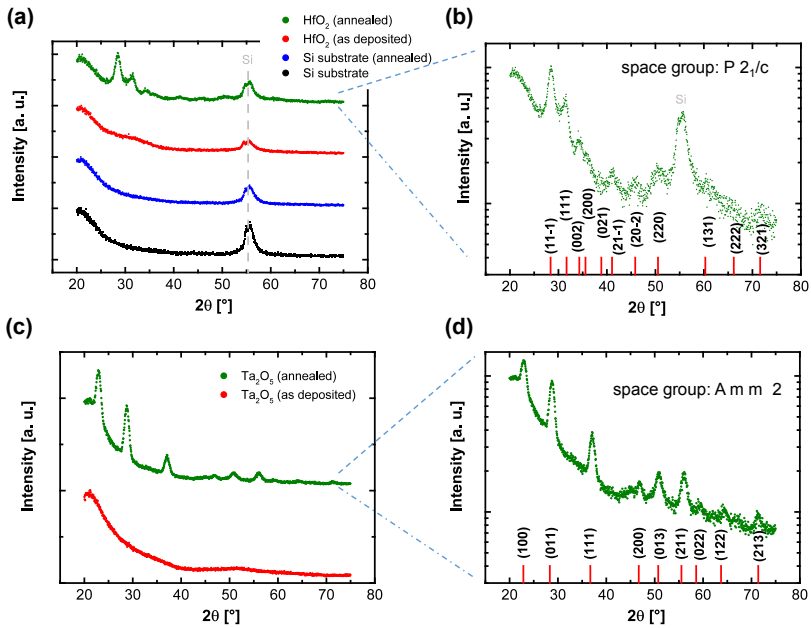 (a)
HfO₂ (annealed)
HfO₂ (as deposited)
Si substrate (annealed)
Si substrate
Si
Intensity [a. u.]
20 30 40 50 60 70 80
2θ [°]
(b)
space group: P 2₁/c
Si
Intensity [a. u.]
(11-1)
(111)
(002)
(200)
(021)
(21-1)
(20-2)
(220)
(131)
(222)
(321)
20 30 40 50 60 70 80
2θ [°]
(c)
Ta₂O₅ (annealed)
Ta₂O₅ (as deposited)
Intensity [a. u.]
20 30 40 50 60 70 80
2θ [°]
(d)
space group: A m m 2
Intensity [a. u.]
(100)
(011)
(111)
(200)
(013)
(211)
(022)
(122)
(213)
20 30 40 50 60 70 80
2θ [°]